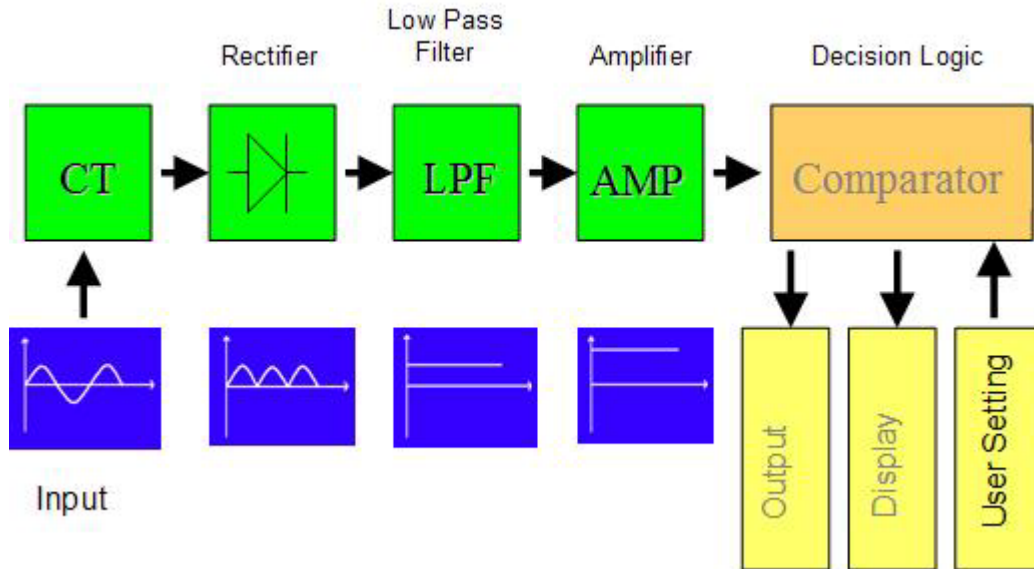 Low Pass
Filter
Rectifier
Amplifier
Decision Logic
CT
LPF
AMP
Comparator
Input
Output
Display
User Setting